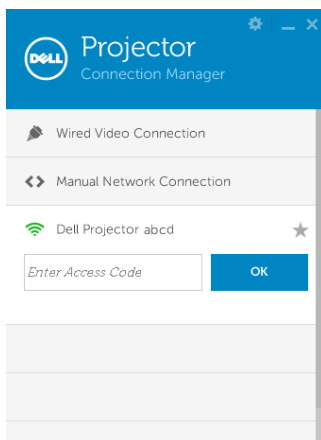 DELL
Projector
Connection Manager
Wired Video Connection
Manual Network Connection
Dell Projector abcd
Enter Access Code
OK